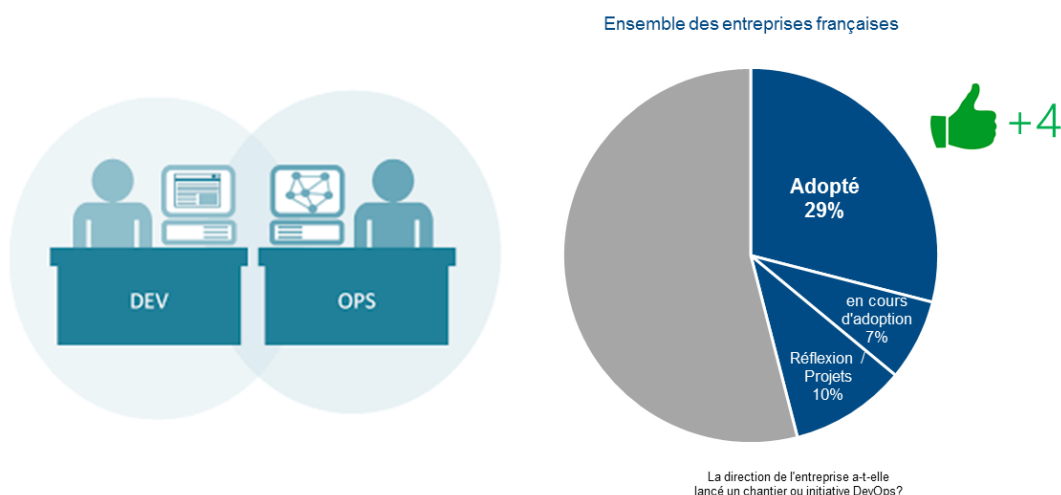 Ensemble des entreprises françaises
+4
Adopté
29%
en cours
d'adoption
7%
Réflexion /
Projets
10%
DEV
OPS
La direction de l'entreprise a-t-elle
lancé un chantier ou initiative DevOps?